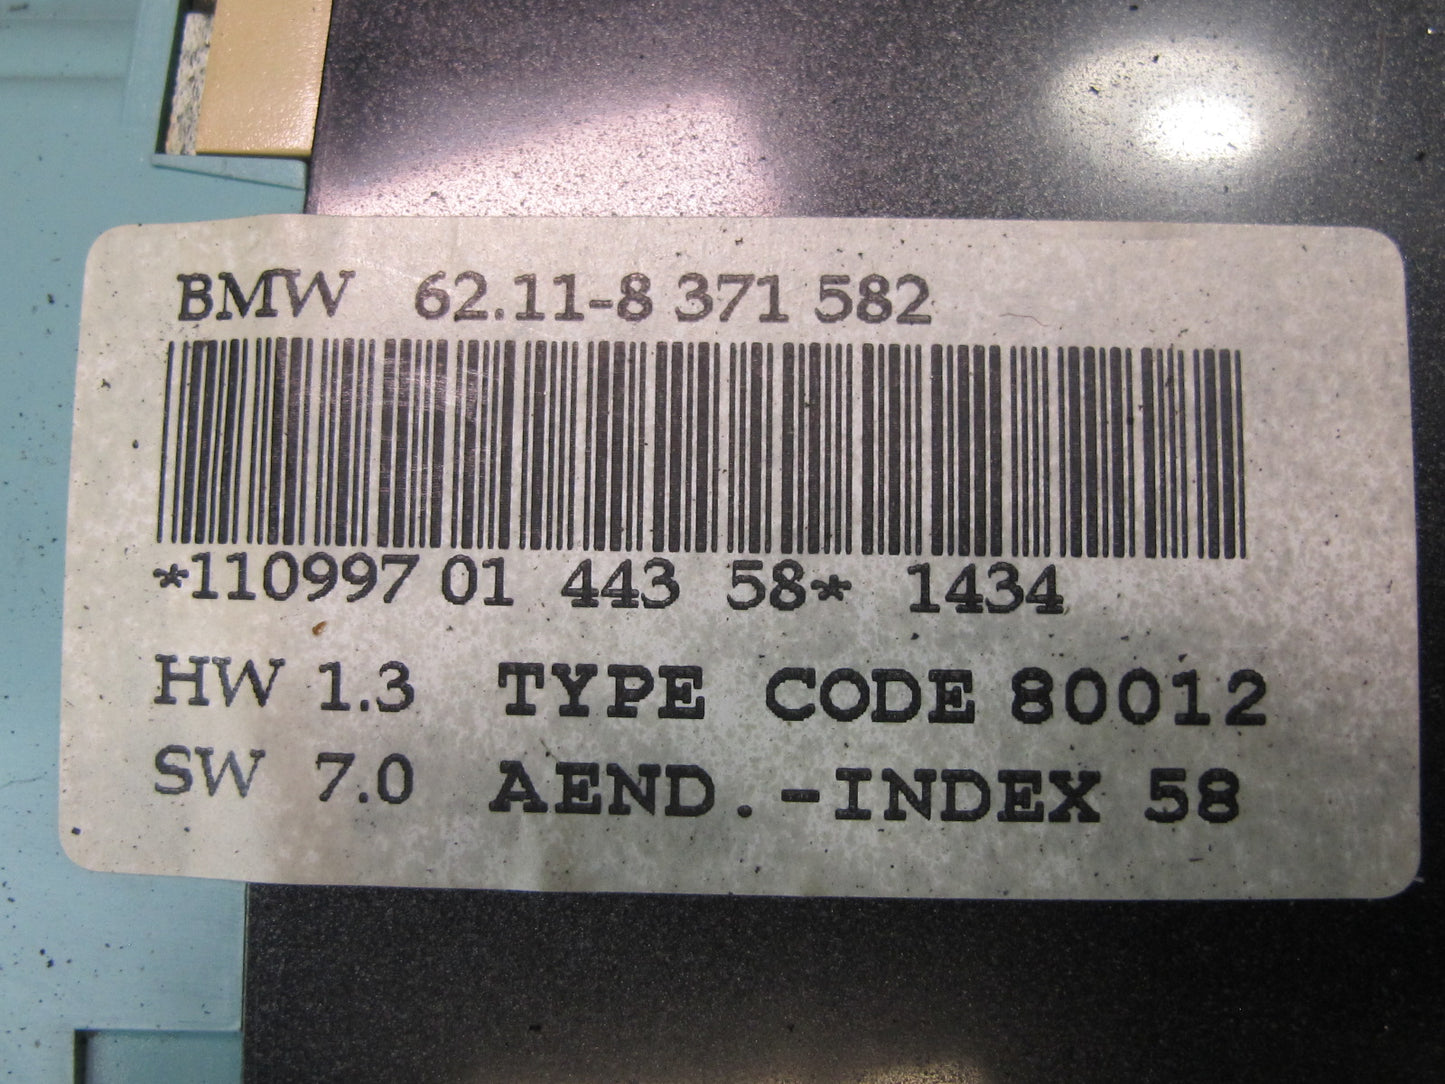 BMW 62.11-8 371 582
*110997 01 443 58* 1434
HW 1.3 TYPE CODE 80012
SW 7.0 AEND.-INDEX 58